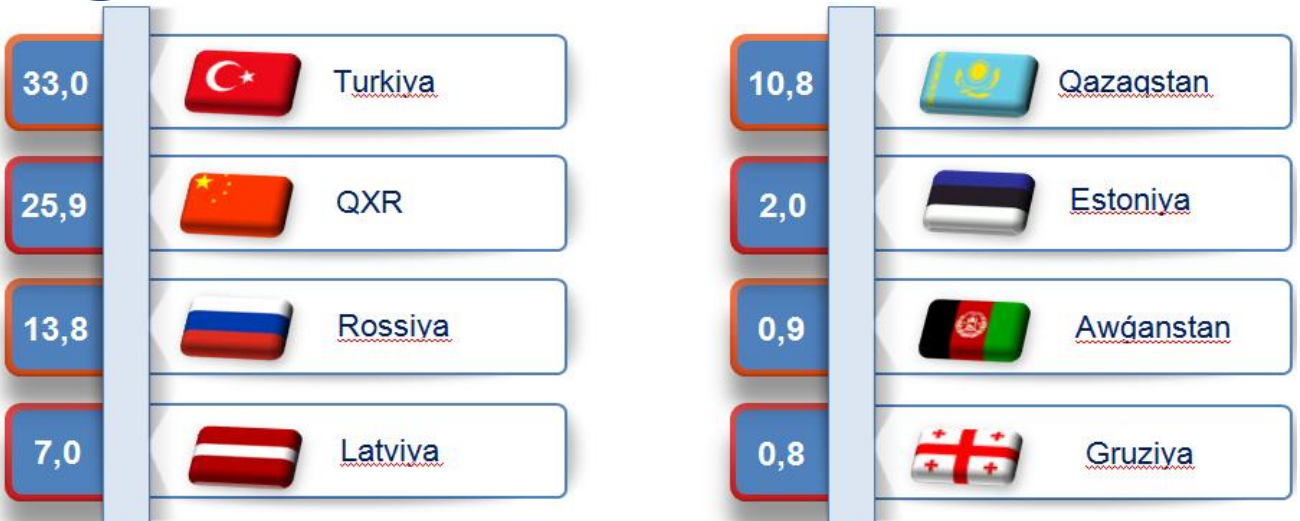 33,0 Turkiya
25,9 QXR
13,8 Rossiya
7,0 Latviya
10,8 Qazaqstan
2,0 Estoniya
0,9 Awǵanstan
0,8 Gruziya